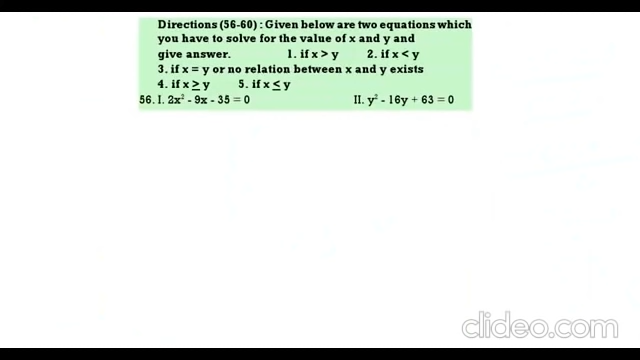 Directions (56-60) : Given below are two equations which
you have to solve for the value of x and y and
give answer. 1. if x > y 2. if x < y
3. if x = y or no relation between x and y exists
4. if x ≥ y 5. if x ≤ y
56. I. 2x² - 9x - 35 = 0 II. y² - 16y + 63 = 0
clideo.com